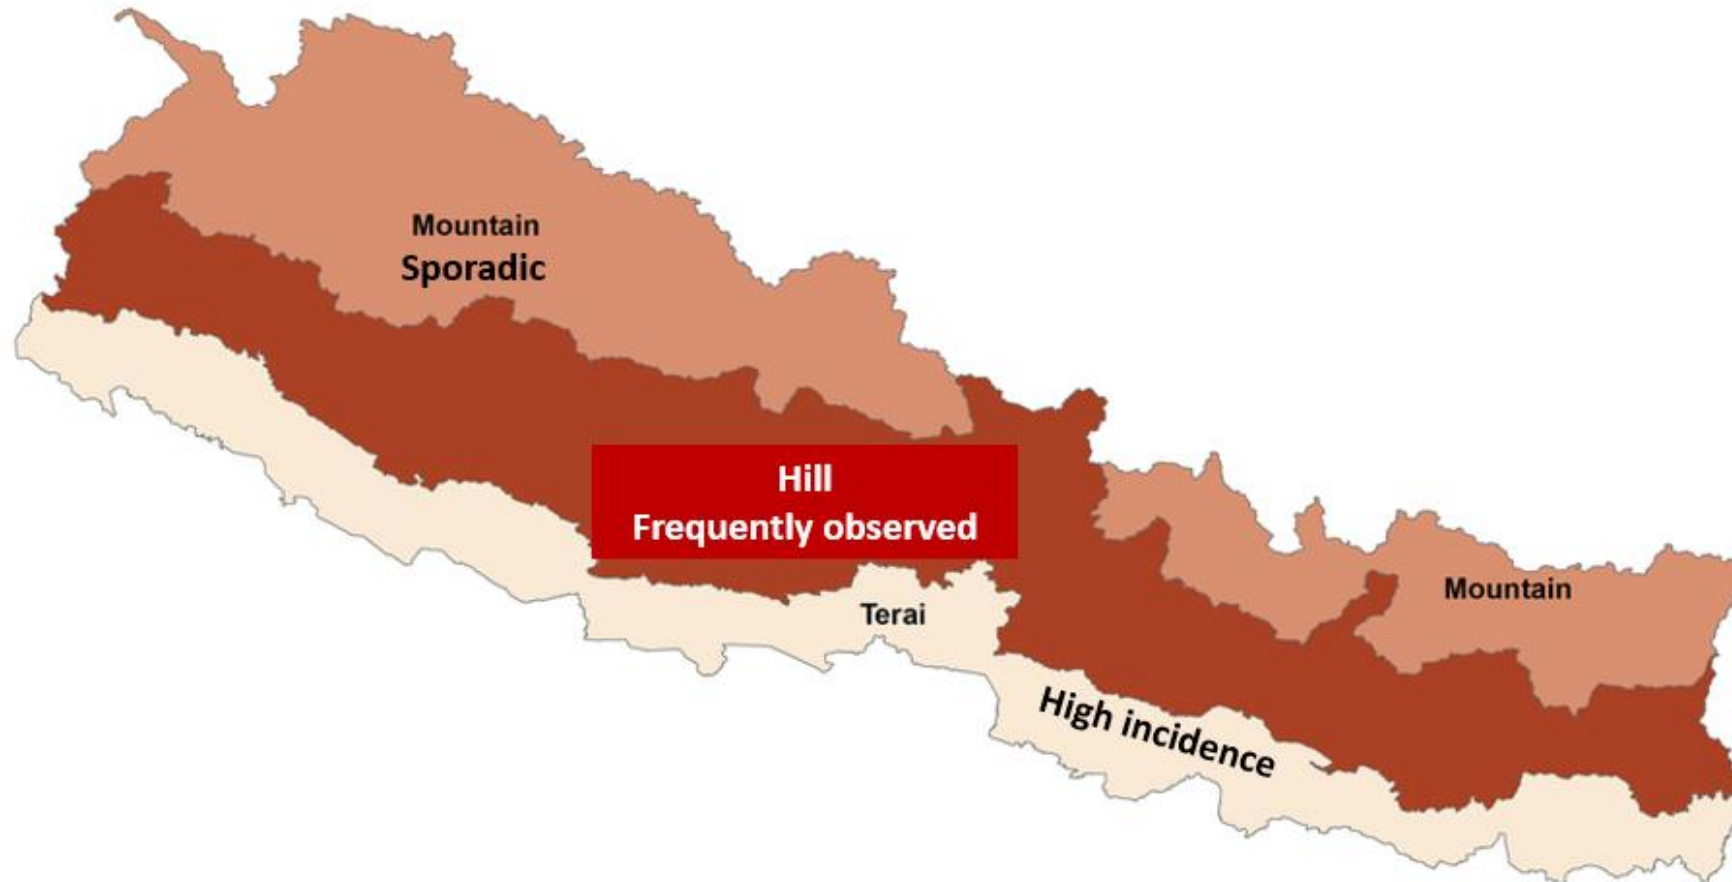 Mountain
Sporadic
Hill
Frequently observed
Mountain
Terai
High incidence